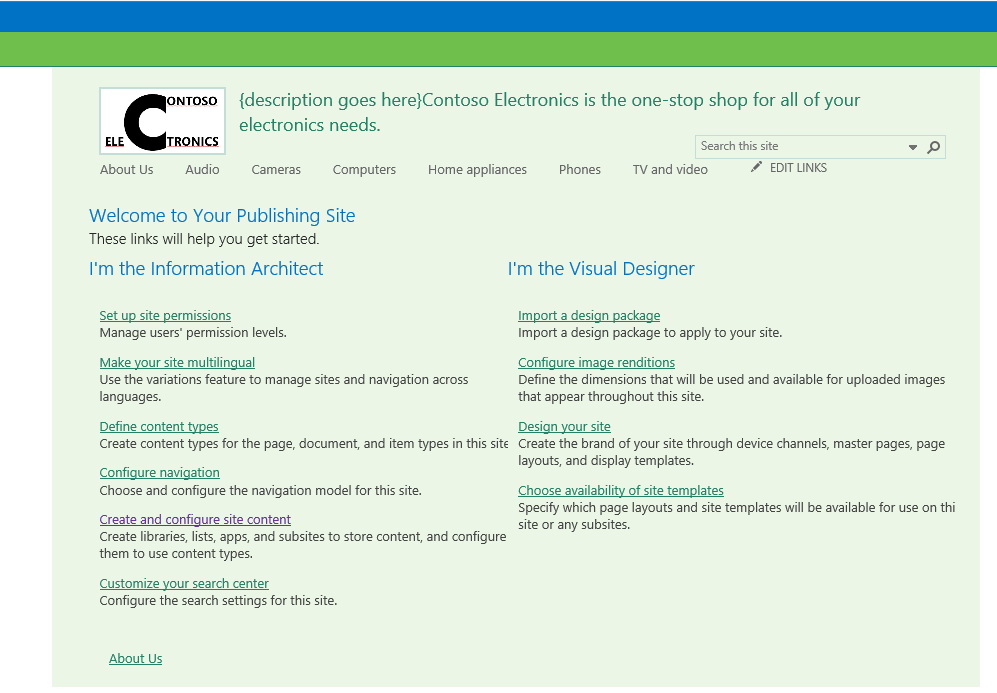 CONTOSO
ELECTRONICS
{description goes here}Contoso Electronics is the one-stop shop for all of your
electronics needs.
Search this site
About Us Audio Cameras Computers Home appliances Phones TV and video EDIT LINKS
Welcome to Your Publishing Site
These links will help you get started.
I'm the Information Architect
Set up site permissions
Manage users' permission levels.
Make your site multilingual
Use the variations feature to manage sites and navigation across
languages.
Define content types
Create content types for the page, document, and item types in this site
Configure navigation
Choose and configure the navigation model for this site.
Create and configure site content
Create libraries, lists, apps, and subsites to store content, and configure
them to use content types.
Customize your search center
Configure the search settings for this site.
I'm the Visual Designer
Import a design package
Import a design package to apply to your site.
Configure image renditions
Define the dimensions that will be used and available for uploaded images
that appear throughout this site.
Design your site
Create the brand of your site through device channels, master pages, page
layouts, and display templates.
Choose availability of site templates
Specify which page layouts and site templates will be available for use on thi
site or any subsites.
About Us